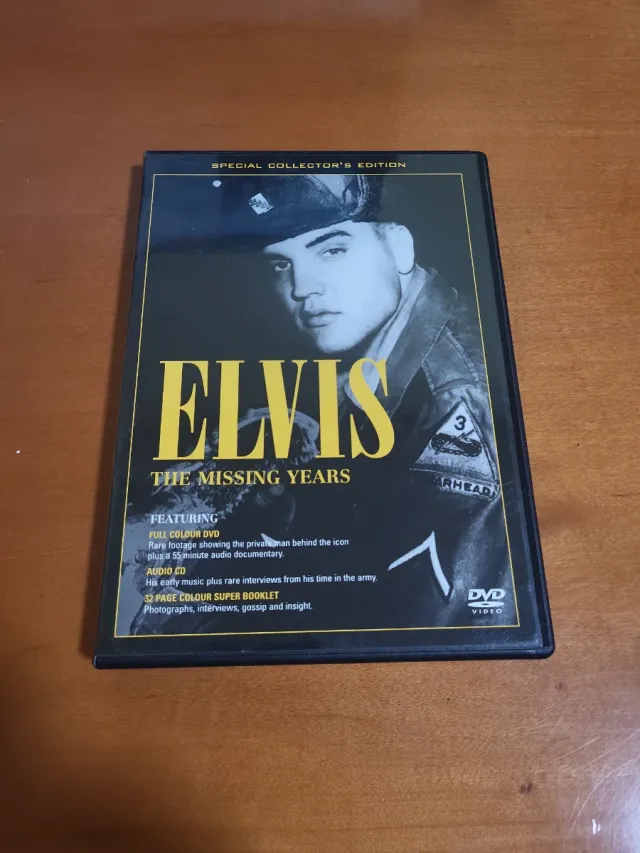 SPECIAL COLLECTOR'S EDITION
ELVIS
THE MISSING YEARS
3
ARHEAD
FEATURING
FULL COLOUR DVD
Rare footage showing the private man behind the icon
plus a 55 minute audio documentary.
AUDIO CD
His early music plus rare interviews from his time in the army.
32 PAGE COLOUR SUPER BOOKLET
Photographs, interviews, gossip and insight.
DVD
VIDEO